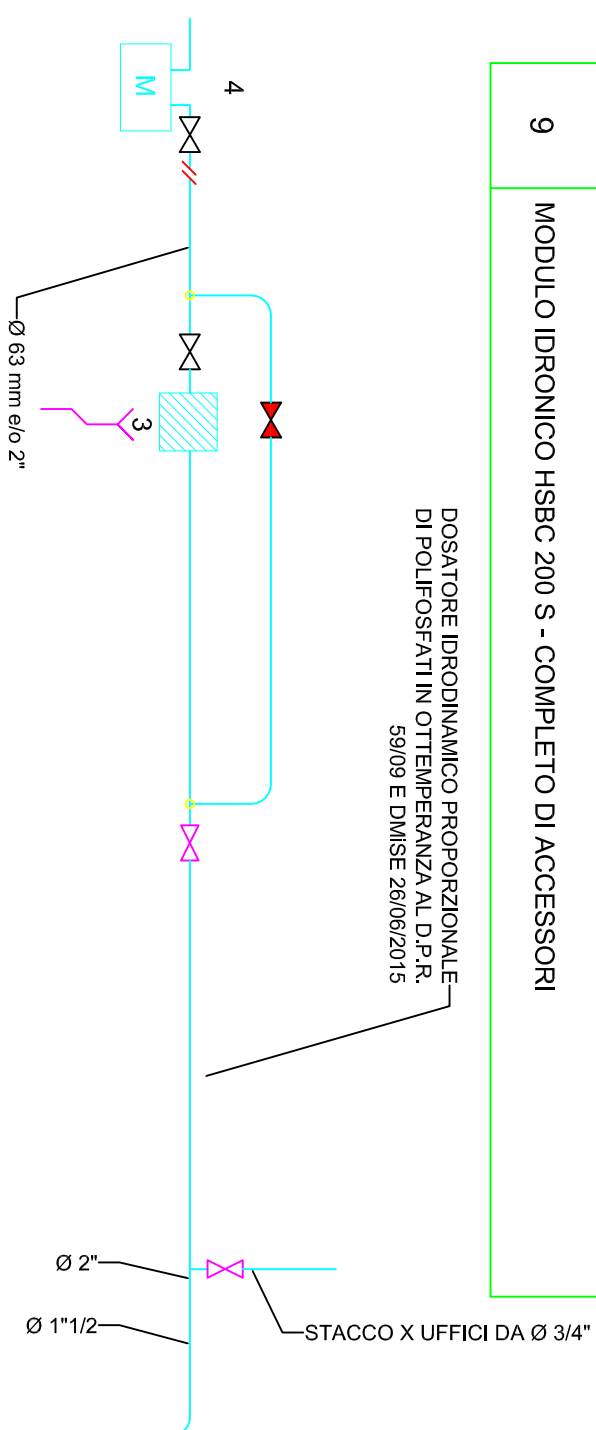 9
MODULO IDRONICO HSBC 200 S - COMPLETO DI ACCESSORI
4
M
3
Ø 63 mm e/o 2"
DOSATORE IDRODINAMICO PROPORZIONALE
DI POLIFOSFATI IN OTTEMPERANZA AL D.P.R.
59/09 E DMiSE 26/06/2015
Ø 2"
Ø 1"1/2
STACCO X UFFICI DA Ø 3/4"